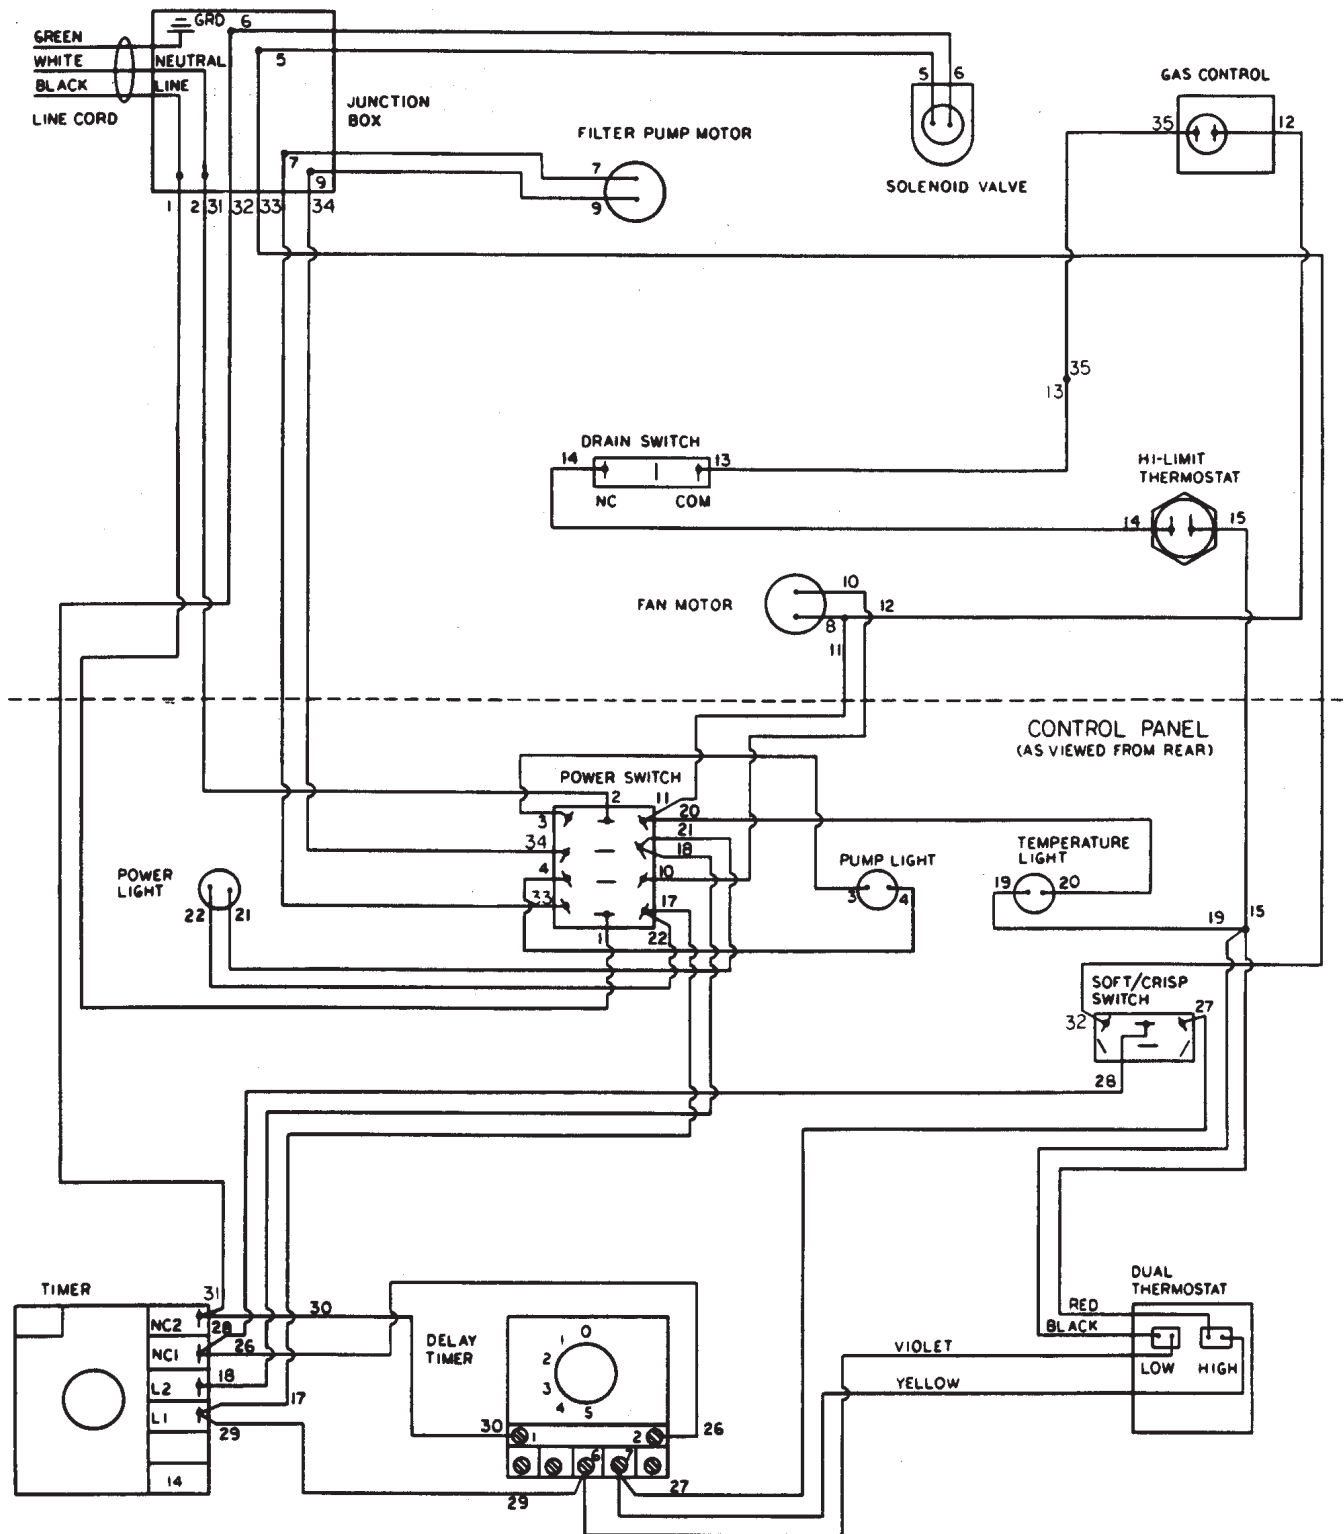 GRD 6
GREEN
WHITE NEUTRAL 5
BLACK LINE
LINE CORD
JUNCTION
BOX
FILTER PUMP MOTOR
7 7
9 9
1 2 31 32 33 34
5 6
SOLENOID VALVE
GAS CONTROL
35 12
35
13
DRAIN SWITCH
14 13
NC COM
HI-LIMIT
THERMOSTAT
14 15
FAN MOTOR
10
8 12
11
CONTROL PANEL
(AS VIEWED FROM REAR)
POWER SWITCH
2 11
3 20
21
34 18
4 10
33 17
1 22
POWER
LIGHT
22 21
PUMP LIGHT
3 4
TEMPERATURE
LIGHT
19 20
19 15
SOFT/CRISP
SWITCH
32 27
28
TIMER
31
NC2 28 30
NC1 26
L2 18
L1 17
29
14
DELAY
TIMER
0
1
2
3
4 5
30 1 2 26
6 7
29 27
DUAL
THERMOSTAT
RED
BLACK
VIOLET
LOW HIGH
YELLOW